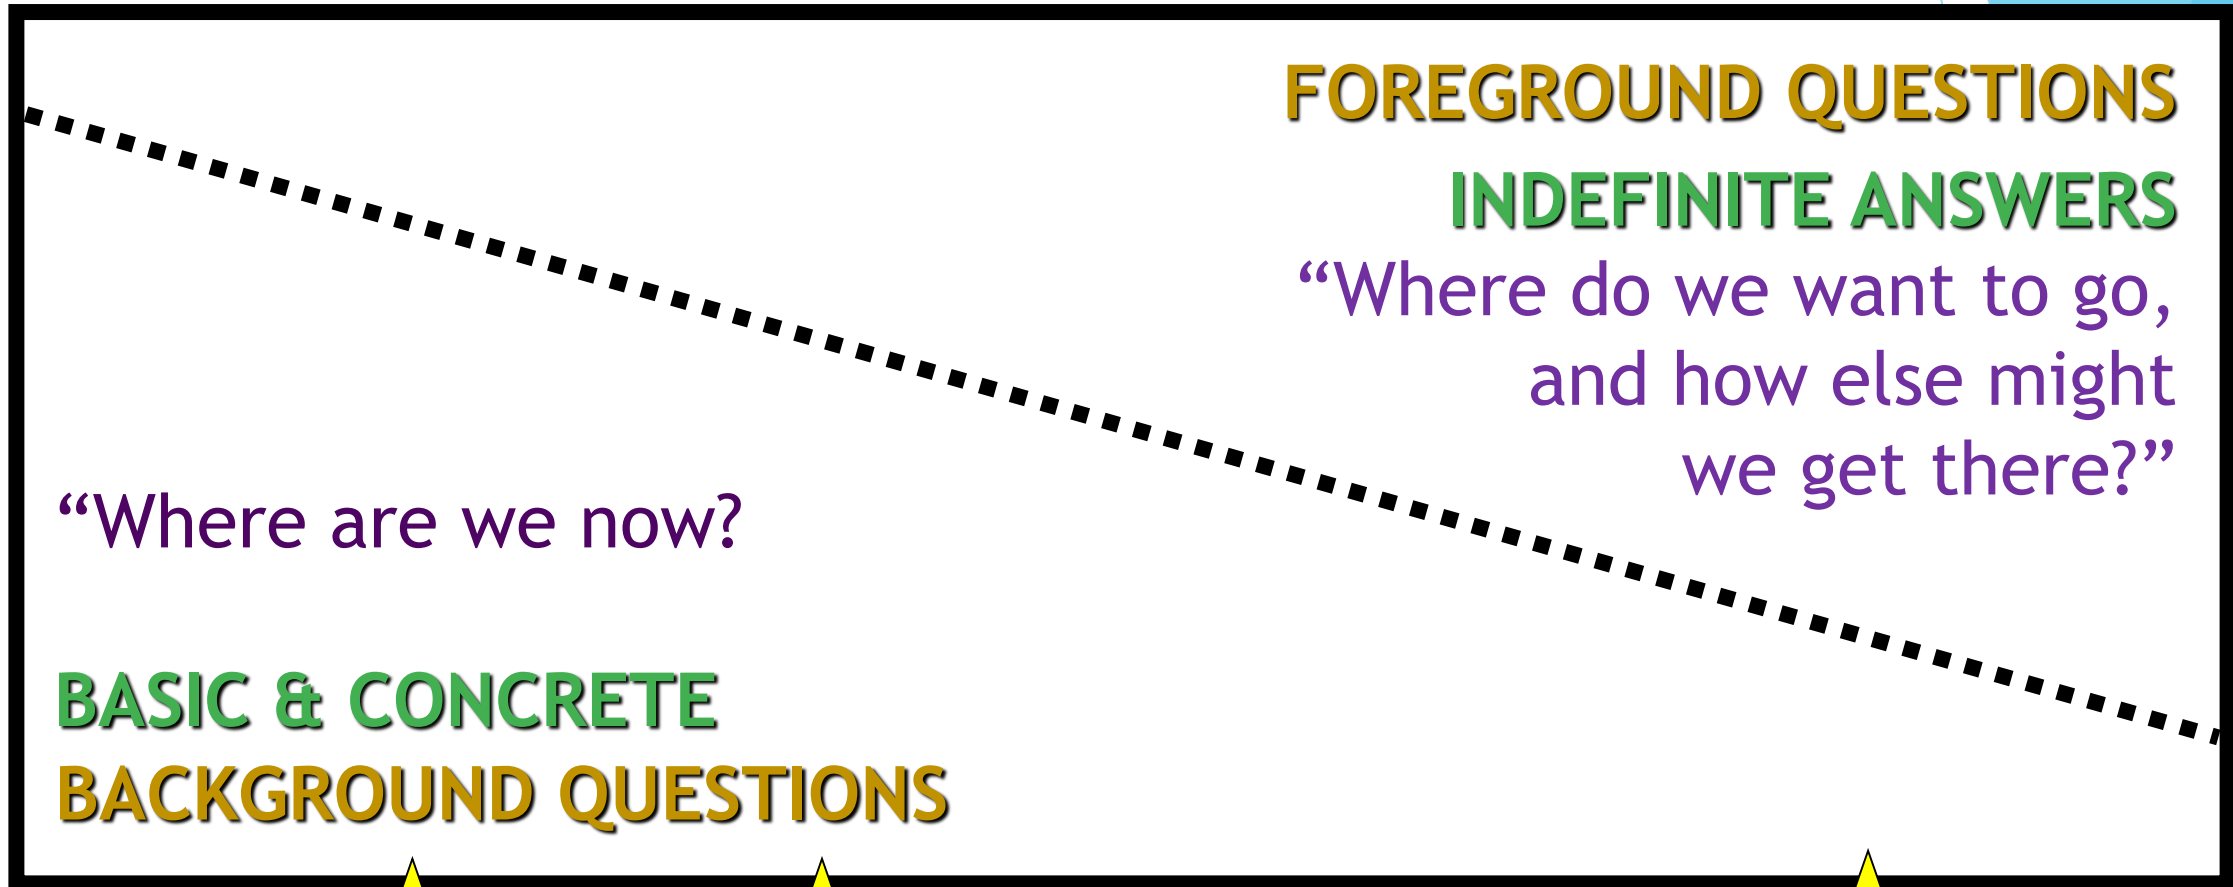 FOREGROUND QUESTIONS
INDEFINITE ANSWERS
“Where do we want to go,
and how else might
we get there?”
“Where are we now?
BASIC & CONCRETE
BACKGROUND QUESTIONS